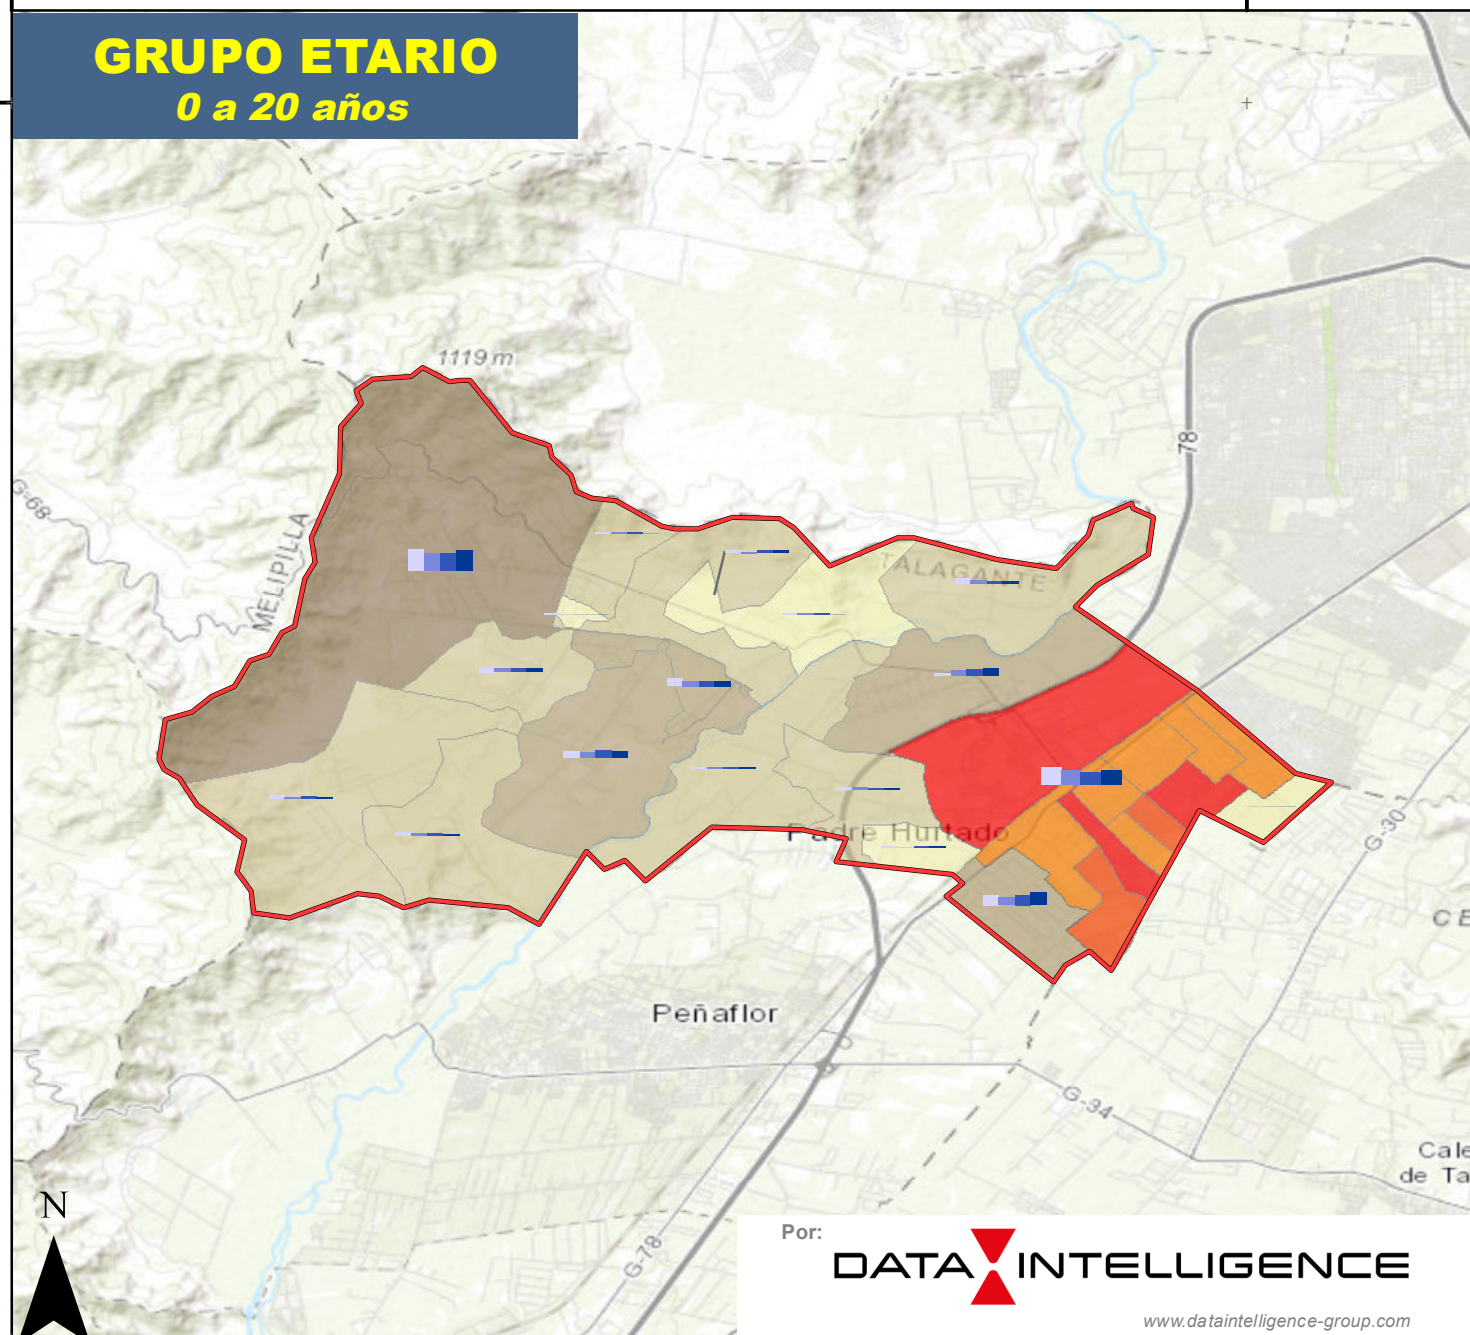 GRUPO ETARIO
0 a 20 años
1119 m
78
G-68
MELIPILLA
TALAGANTE
Padre Hurtado
G-30
CE
Peñaflor
G-34
Cale
de Ta
N
G-78
Por:
DATA INTELLIGENCE
www.dataintelligence-group.com